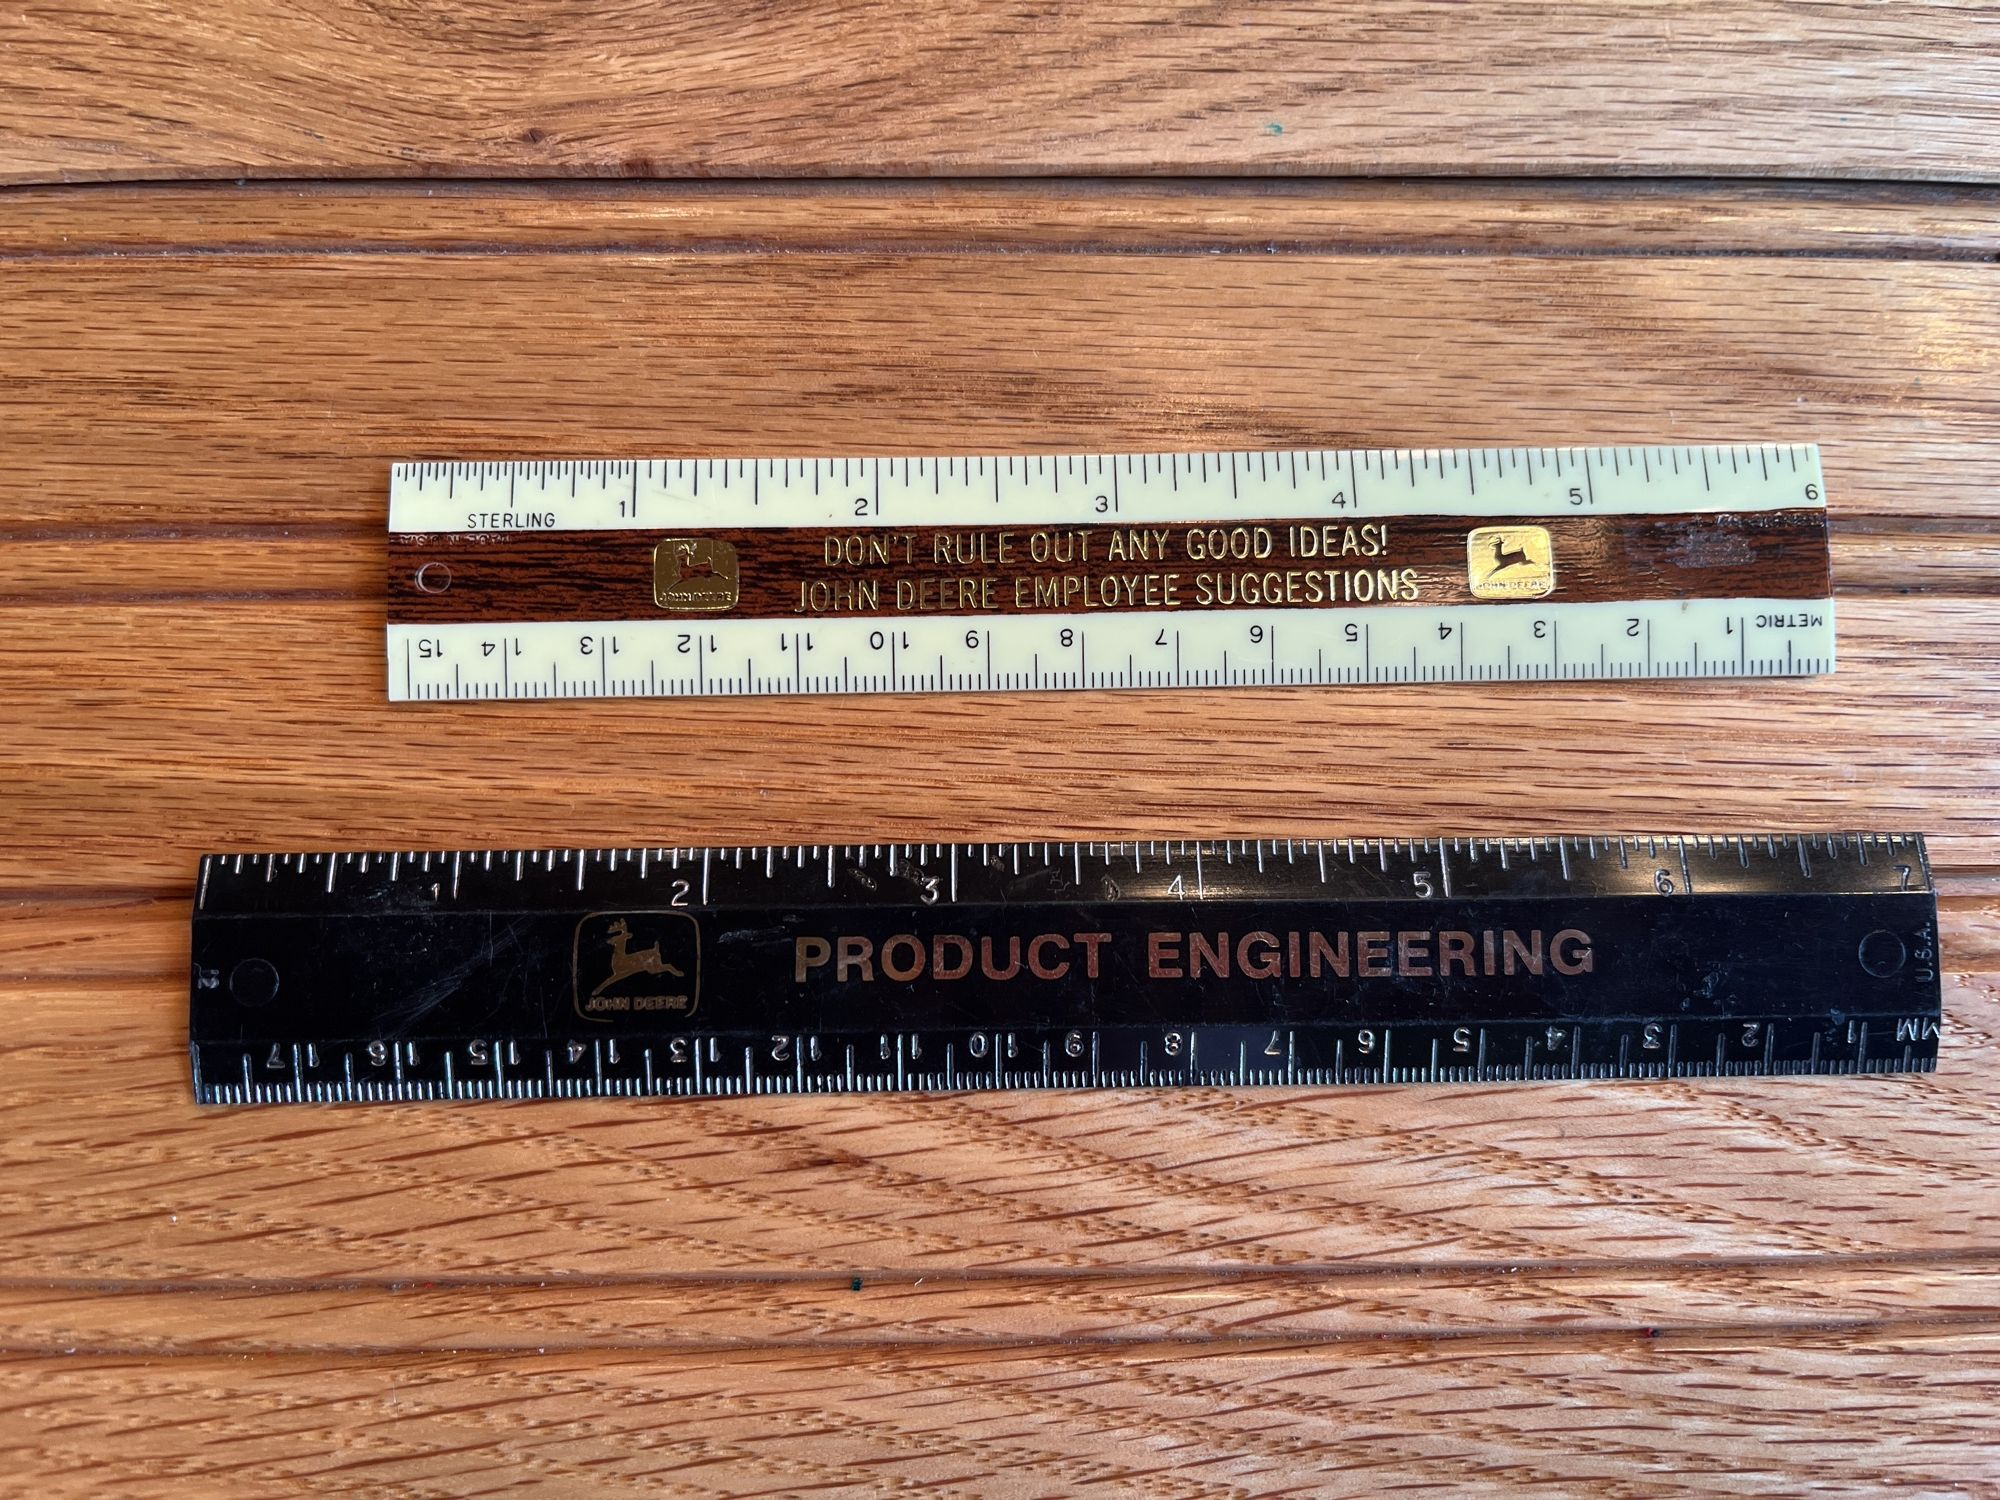 1 2 3 4 5 6
STERLING
MADE IN U.S.A.
DON'T RULE OUT ANY GOOD IDEAS!
JOHN DEERE JOHN DEERE EMPLOYEE SUGGESTIONS JOHN DEERE
METRIC 1 2 3 4 5 6 7 8 9 10 11 12 13 14 15
1 2 3 4 5 6 7
PRODUCT ENGINEERING
JOHN DEERE
U.S.A.
MM 1 2 3 4 5 6 7 8 9 10 11 12 13 14 15 16 17